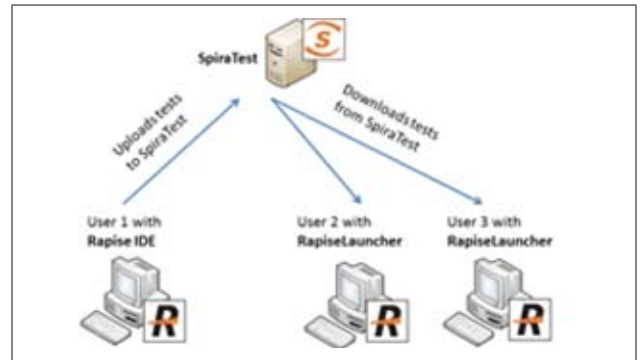 SpiraTest
S
Uploads tests
to SpiraTest
Downloads tests
from SpiraTest
User 1 with
Rapise IDE
User 2 with
RapiseLauncher
User 3 with
RapiseLauncher
R
R
R